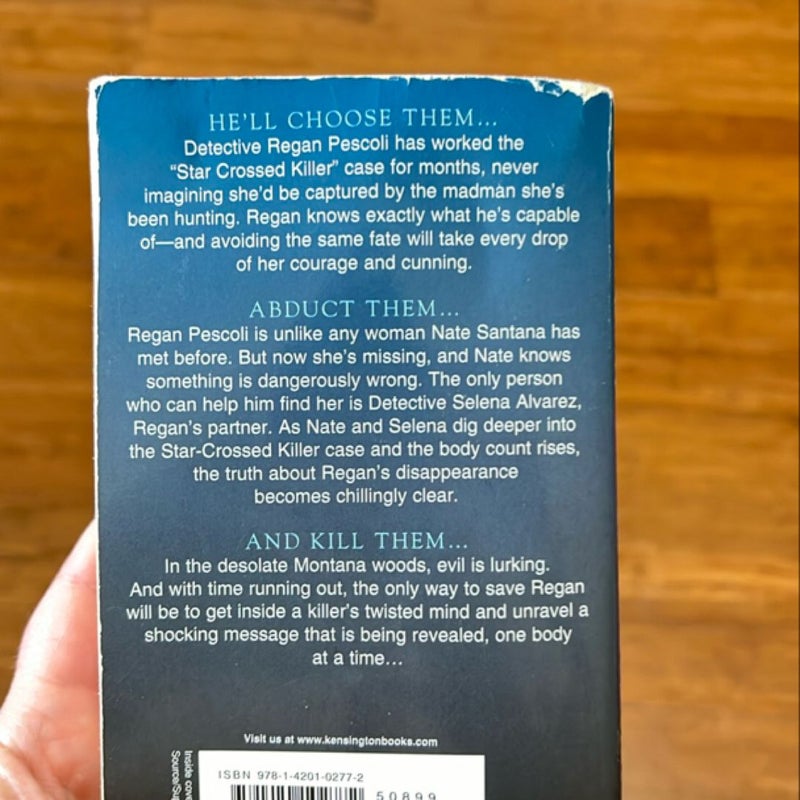 HE'LL CHOOSE THEM...
Detective Regan Pescoli has worked the
"Star Crossed Killer" case for months, never
imagining she'd be captured by the madman she's
been hunting. Regan knows exactly what he's capable
of—and avoiding the same fate will take every drop
of her courage and cunning.
ABDUCT THEM...
Regan Pescoli is unlike any woman Nate Santana has
met before. But now she's missing, and Nate knows
something is dangerously wrong. The only person
who can help him find her is Detective Selena Alvarez,
Regan's partner. As Nate and Selena dig deeper into
the Star-Crossed Killer case and the body count rises,
the truth about Regan's disappearance
becomes chillingly clear.
AND KILL THEM...
In the desolate Montana woods, evil is lurking.
And with time running out, the only way to save Regan
will be to get inside a killer's twisted mind and unravel a
shocking message that is being revealed, one body
at a time...
Visit us at www.kensingtonbooks.com
Inside
ISBN 978-1-4201-0277-2
50899